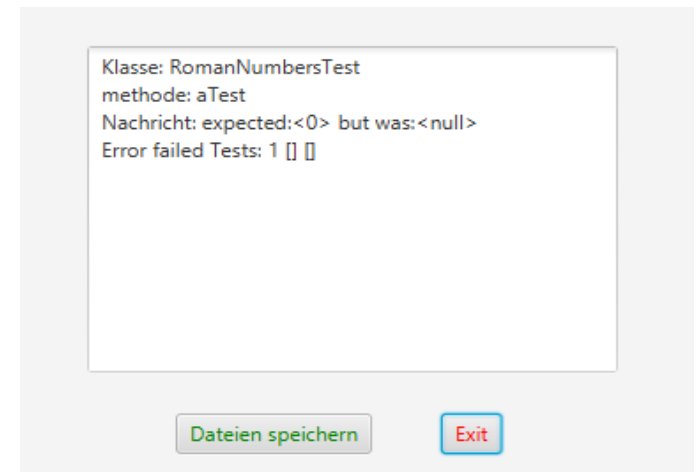 Klasse: RomanNumbersTest
methode: aTest
Nachricht: expected:<0> but was:<null>
Error failed Tests: 1 [] []
Dateien speichern
Exit